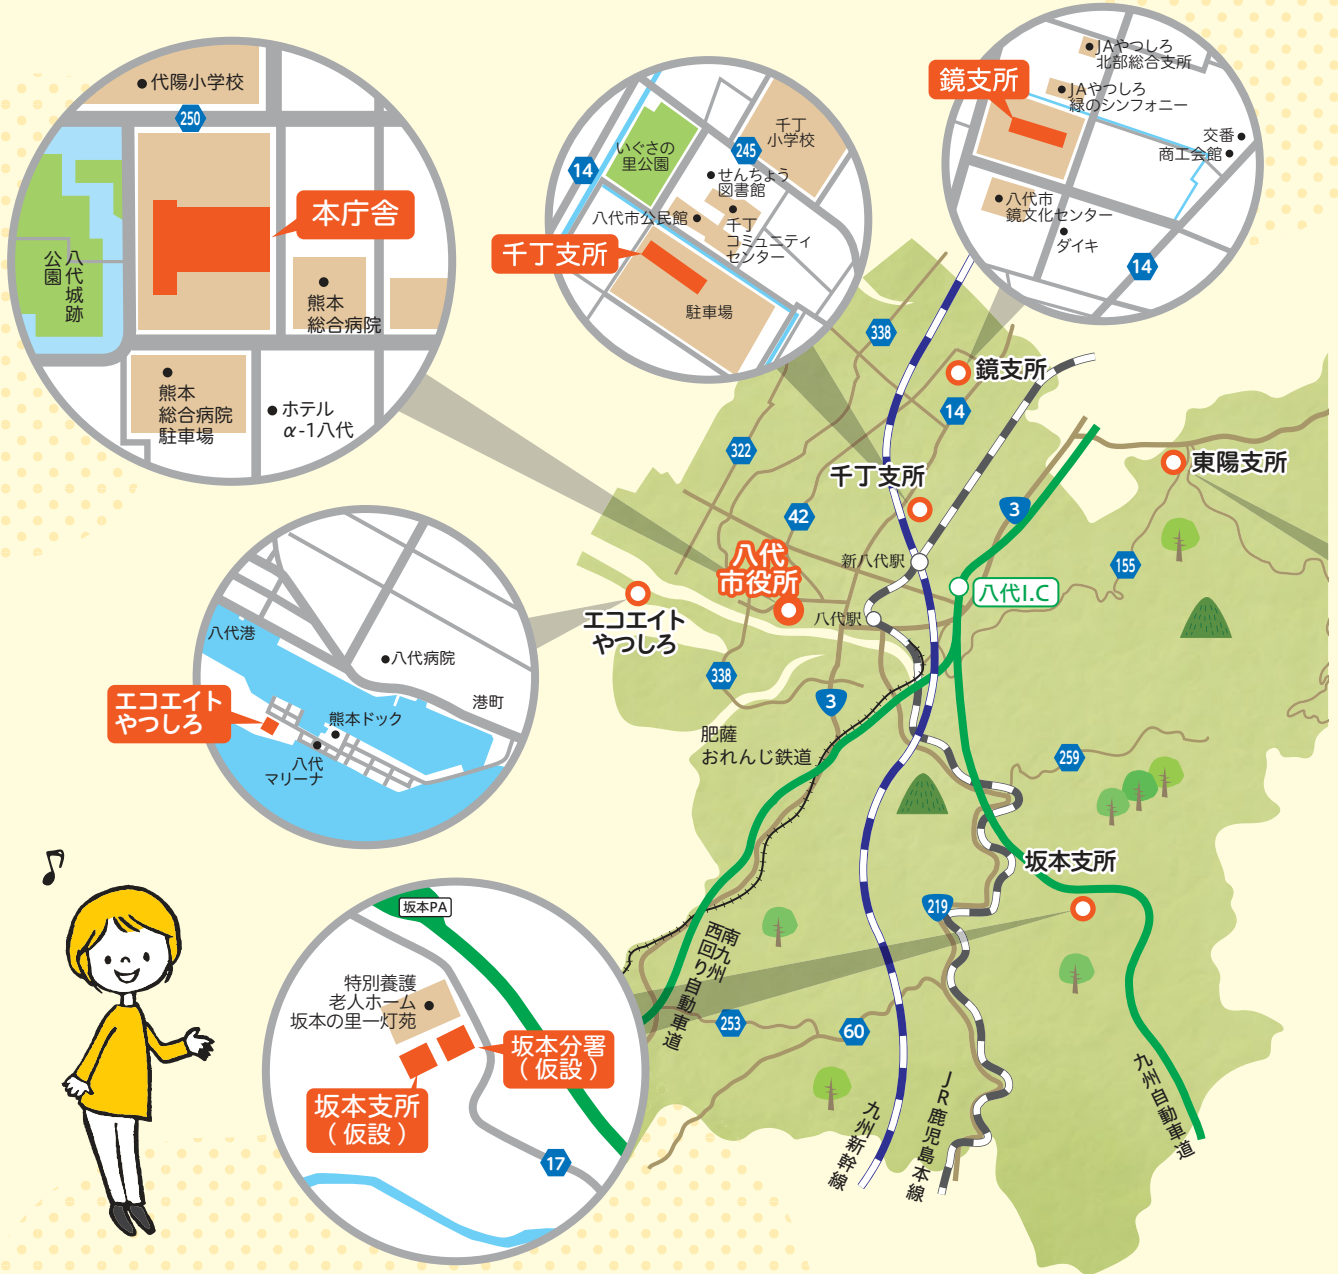 代陽小学校
250
本庁舎
八代城跡
公園
熊本
総合病院
熊本
総合病院
駐車場
ホテル
α-1八代
千丁
小学校
245
14
いぐさの
里公園
せんちょう
図書館
八代市公民館
千丁
コミュニティ
センター
千丁支所
駐車場
JAやつしろ
北部総合支所
鏡支所
JAやつしろ
緑のシンフォニー
交番
商工会館
八代市
鏡文化センター
ダイキ
14
338
鏡支所
14
322
千丁支所
東陽支所
3
42
新八代駅
155
八代
市役所
八代I.C
八代駅
エコエイト
やつしろ
338
3
肥薩
おれんじ鉄道
259
八代港
八代病院
港町
エコエイト
やつしろ
熊本ドック
八代
マリーナ
坂本支所
219
南九州
西回り自動車道
253
60
JR鹿児島本線
九州新幹線
九州自動車道
坂本PA
特別養護
老人ホーム
坂本の里一灯苑
坂本分署
(仮設)
坂本支所
(仮設)
17